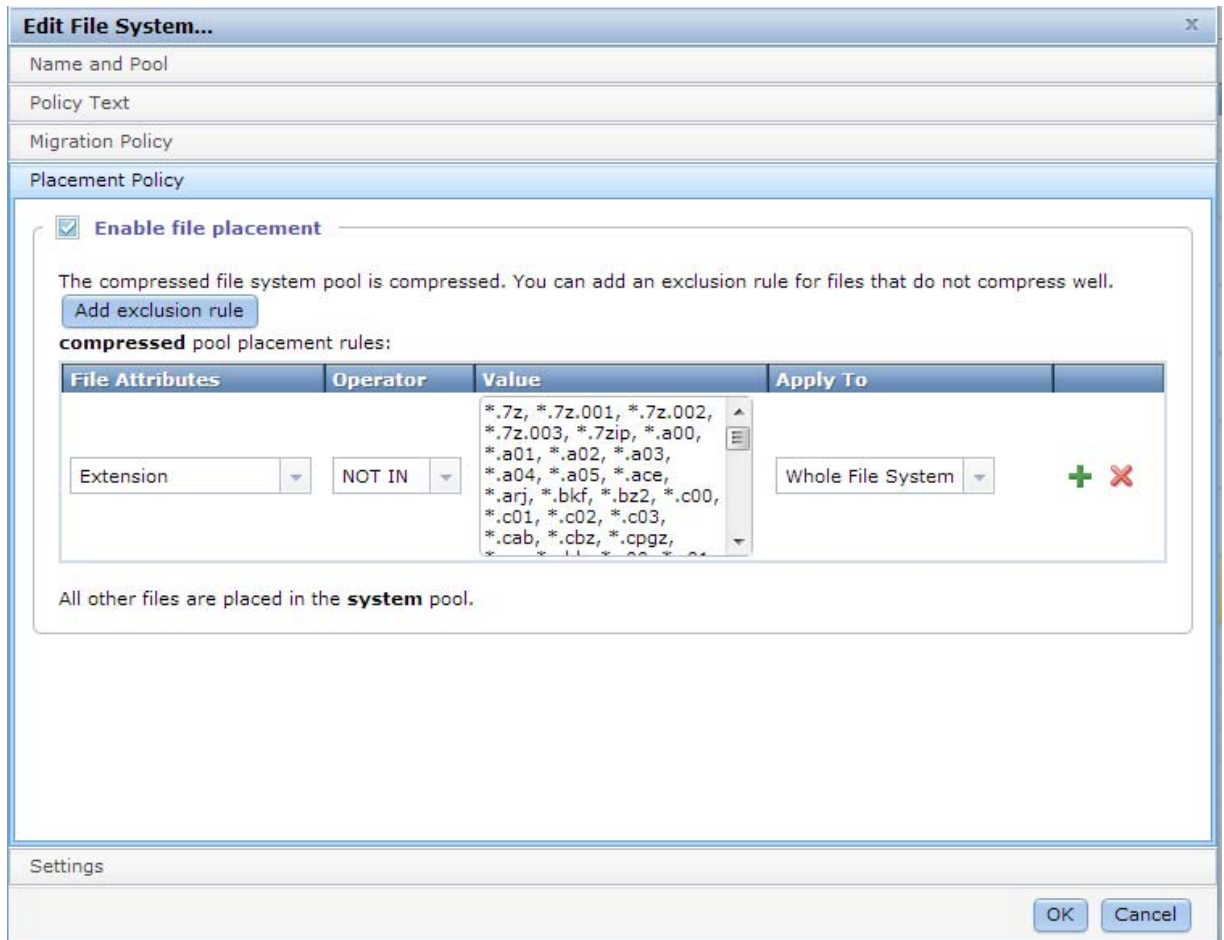 Edit File System...
x
Name and Pool
Policy Text
Migration Policy
Placement Policy
Enable file placement
The compressed file system pool is compressed. You can add an exclusion rule for files that do not compress well.
Add exclusion rule
compressed pool placement rules:
File Attributes Operator Value Apply To
Extension NOT IN
*.7z, *.7z.001, *.7z.002,
*.7z.003, *.7zip, *.a00,
*.a01, *.a02, *.a03,
*.a04, *.a05, *.ace,
*.arj, *.bkf, *.bz2, *.c00,
*.c01, *.c02, *.c03,
*.cab, *.cbz, *.cpgz,
Whole File System
All other files are placed in the system pool.
Settings
OK Cancel